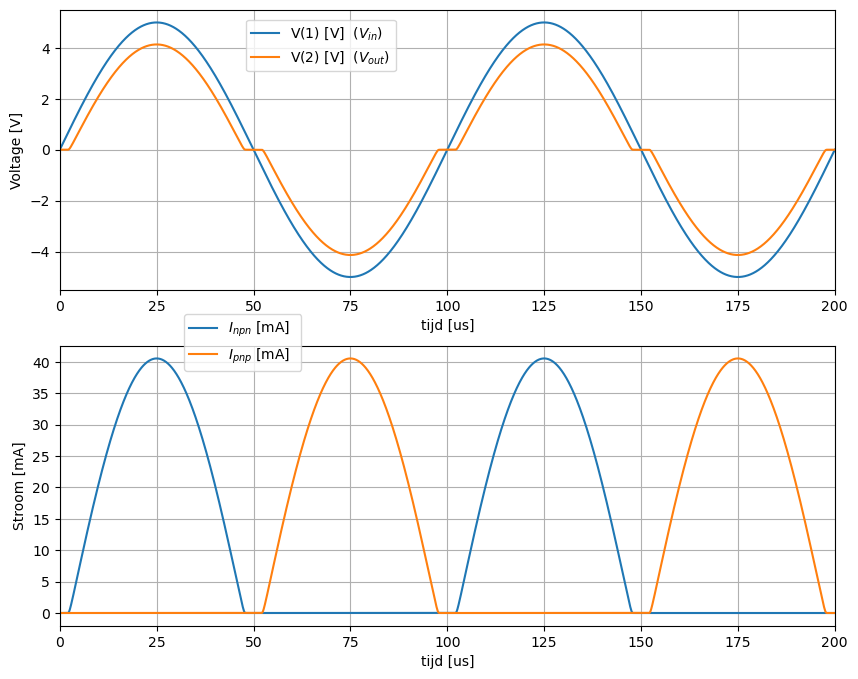 V(1) [V]  (V_in)
V(2) [V]  (V_out)
Voltage [V]
4
2
0
−2
−4
0 25 50 75 100 125 150 175 200
tijd [us]
I_npn [mA]
I_pnp [mA]
Stroom [mA]
40
35
30
25
20
15
10
5
0
0 25 50 75 100 125 150 175 200
tijd [us]